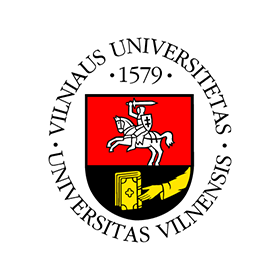 · VILNIAUS UNIVERSITETAS ·
· 1579 ·
UNIVERSITAS VILNENSIS